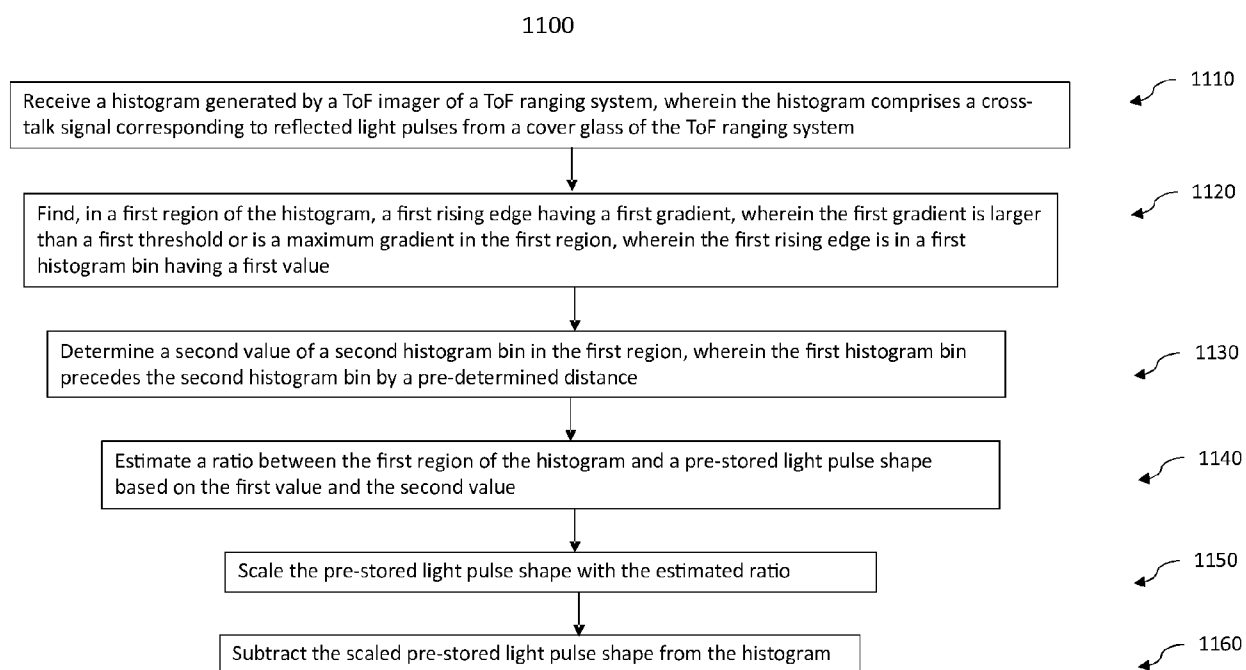 1100
Receive a histogram generated by a ToF imager of a ToF ranging system, wherein the histogram comprises a cross-
talk signal corresponding to reflected light pulses from a cover glass of the ToF ranging system
1110
Find, in a first region of the histogram, a first rising edge having a first gradient, wherein the first gradient is larger
than a first threshold or is a maximum gradient in the first region, wherein the first rising edge is in a first
histogram bin having a first value
1120
Determine a second value of a second histogram bin in the first region, wherein the first histogram bin
precedes the second histogram bin by a pre-determined distance
1130
Estimate a ratio between the first region of the histogram and a pre-stored light pulse shape
based on the first value and the second value
1140
Scale the pre-stored light pulse shape with the estimated ratio
1150
Subtract the scaled pre-stored light pulse shape from the histogram
1160